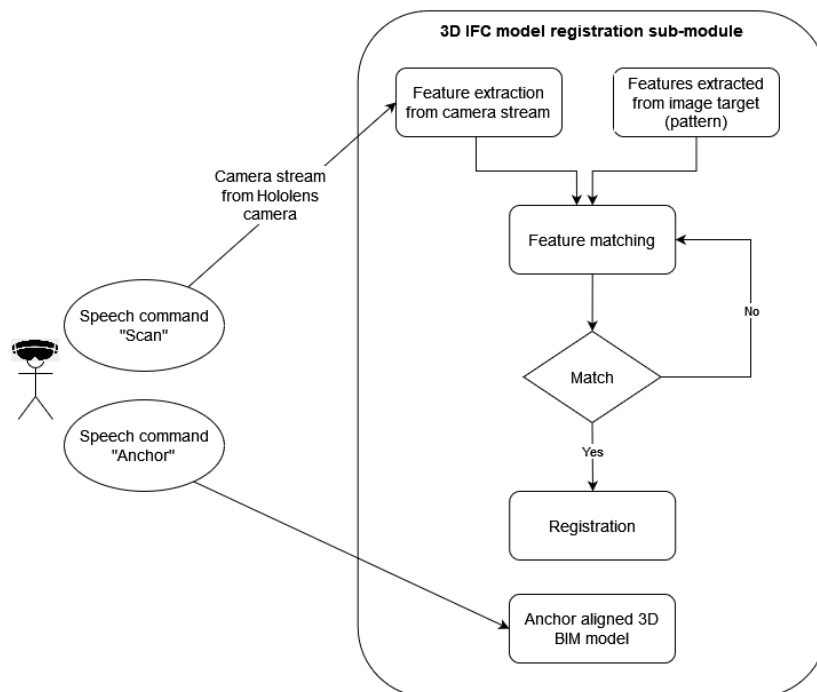 3D IFC model registration sub-module
Feature extraction
from camera stream
Features extracted
from image target
(pattern)
Camera stream
from Hololens
camera
Feature matching
Speech command
"Scan"
No
Match
Speech command
"Anchor"
Yes
Registration
Anchor aligned 3D
BIM model